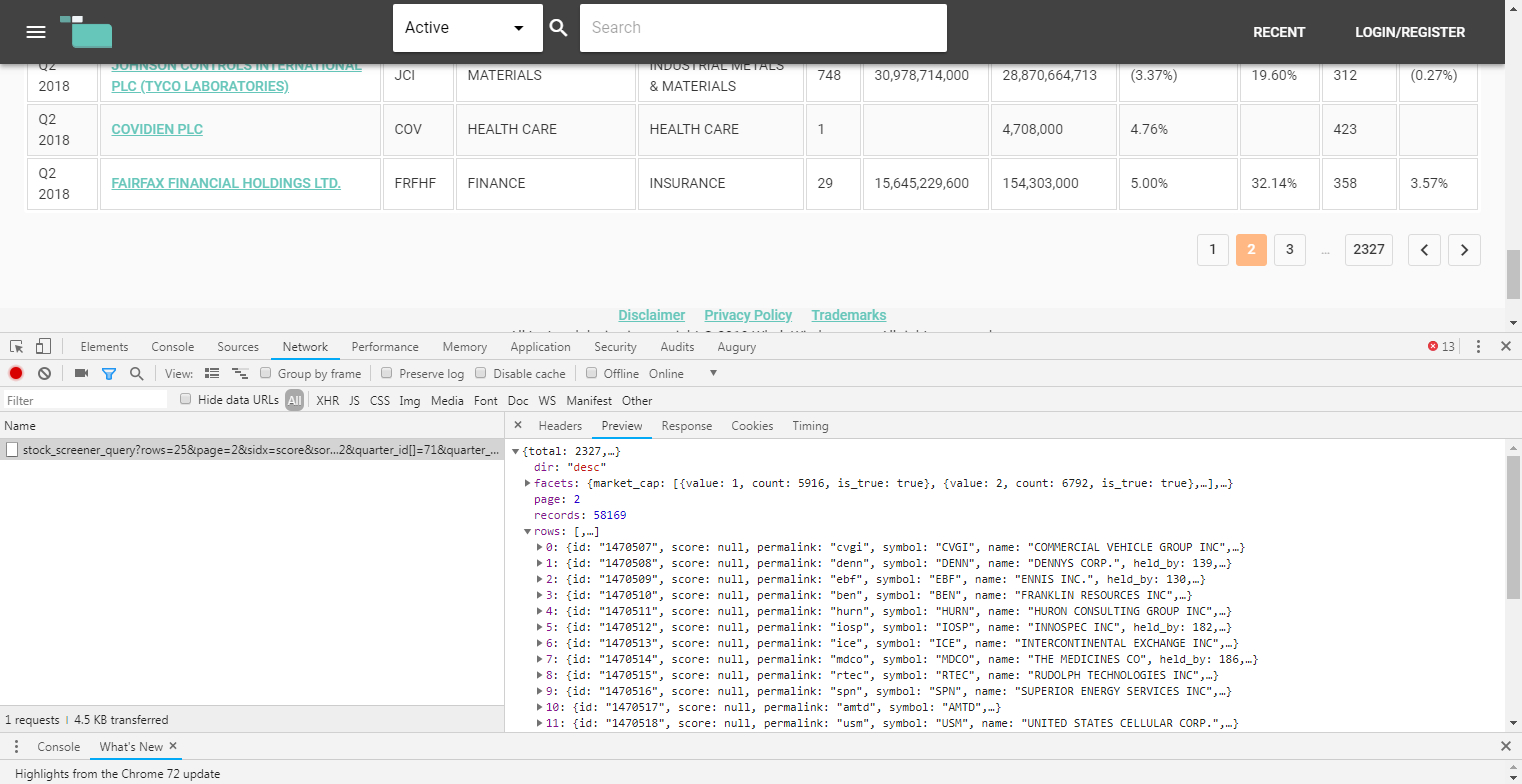 Active
Search
RECENT
LOGIN/REGISTER
Q2 2018 JOHNSON CONTROLS INTERNATIONAL PLC (TYCO LABORATORIES) JCI MATERIALS INDUSTRIAL METALS & MATERIALS 748 30,978,714,000 28,870,664,713 (3.37%) 19.60% 312 (0.27%)
Q2 2018 COVIDIEN PLC COV HEALTH CARE HEALTH CARE 1 4,708,000 4.76% 423
Q2 2018 FAIRFAX FINANCIAL HOLDINGS LTD. FRFHF FINANCE INSURANCE 29 15,645,229,600 154,303,000 5.00% 32.14% 358 3.57%
1 2 3 ... 2327
Disclaimer Privacy Policy Trademarks
Elements Console Sources Network Performance Memory Application Security Audits Augury 13
View: Group by frame Preserve log Disable cache Offline Online
Filter Hide data URLs All XHR JS CSS Img Media Font Doc WS Manifest Other
Name
stock_screener_query?rows=25&page=2&sidx=score&sor...2&quarter_id[]=71&quarter_...
1 requests 4.5 KB transferred
Headers Preview Response Cookies Timing
{total: 2327,…}
dir: "desc"
facets: {market_cap: [{value: 1, count: 5916, is_true: true}, {value: 2, count: 6792, is_true: true},…],…}
page: 2
records: 58169
rows: [,…]
0: {id: "1470507", score: null, permalink: "cvgi", symbol: "CVGI", name: "COMMERCIAL VEHICLE GROUP INC",…}
1: {id: "1470508", score: null, permalink: "denn", symbol: "DENN", name: "DENNYS CORP.", held_by: 139,…}
2: {id: "1470509", score: null, permalink: "ebf", symbol: "EBF", name: "ENNIS INC.", held_by: 130,…}
3: {id: "1470510", score: null, permalink: "ben", symbol: "BEN", name: "FRANKLIN RESOURCES INC",…}
4: {id: "1470511", score: null, permalink: "hurn", symbol: "HURN", name: "HURON CONSULTING GROUP INC",…}
5: {id: "1470512", score: null, permalink: "iosp", symbol: "IOSP", name: "INNOSPEC INC", held_by: 182,…}
6: {id: "1470513", score: null, permalink: "ice", symbol: "ICE", name: "INTERCONTINENTAL EXCHANGE INC",…}
7: {id: "1470514", score: null, permalink: "mdco", symbol: "MDCO", name: "THE MEDICINES CO", held_by: 186,…}
8: {id: "1470515", score: null, permalink: "rtec", symbol: "RTEC", name: "RUDOLPH TECHNOLOGIES INC",…}
9: {id: "1470516", score: null, permalink: "spn", symbol: "SPN", name: "SUPERIOR ENERGY SERVICES INC",…}
10: {id: "1470517", score: null, permalink: "amtd", symbol: "AMTD",…}
11: {id: "1470518", score: null, permalink: "usm", symbol: "USM", name: "UNITED STATES CELLULAR CORP.",…}
Console What's New
Highlights from the Chrome 72 update